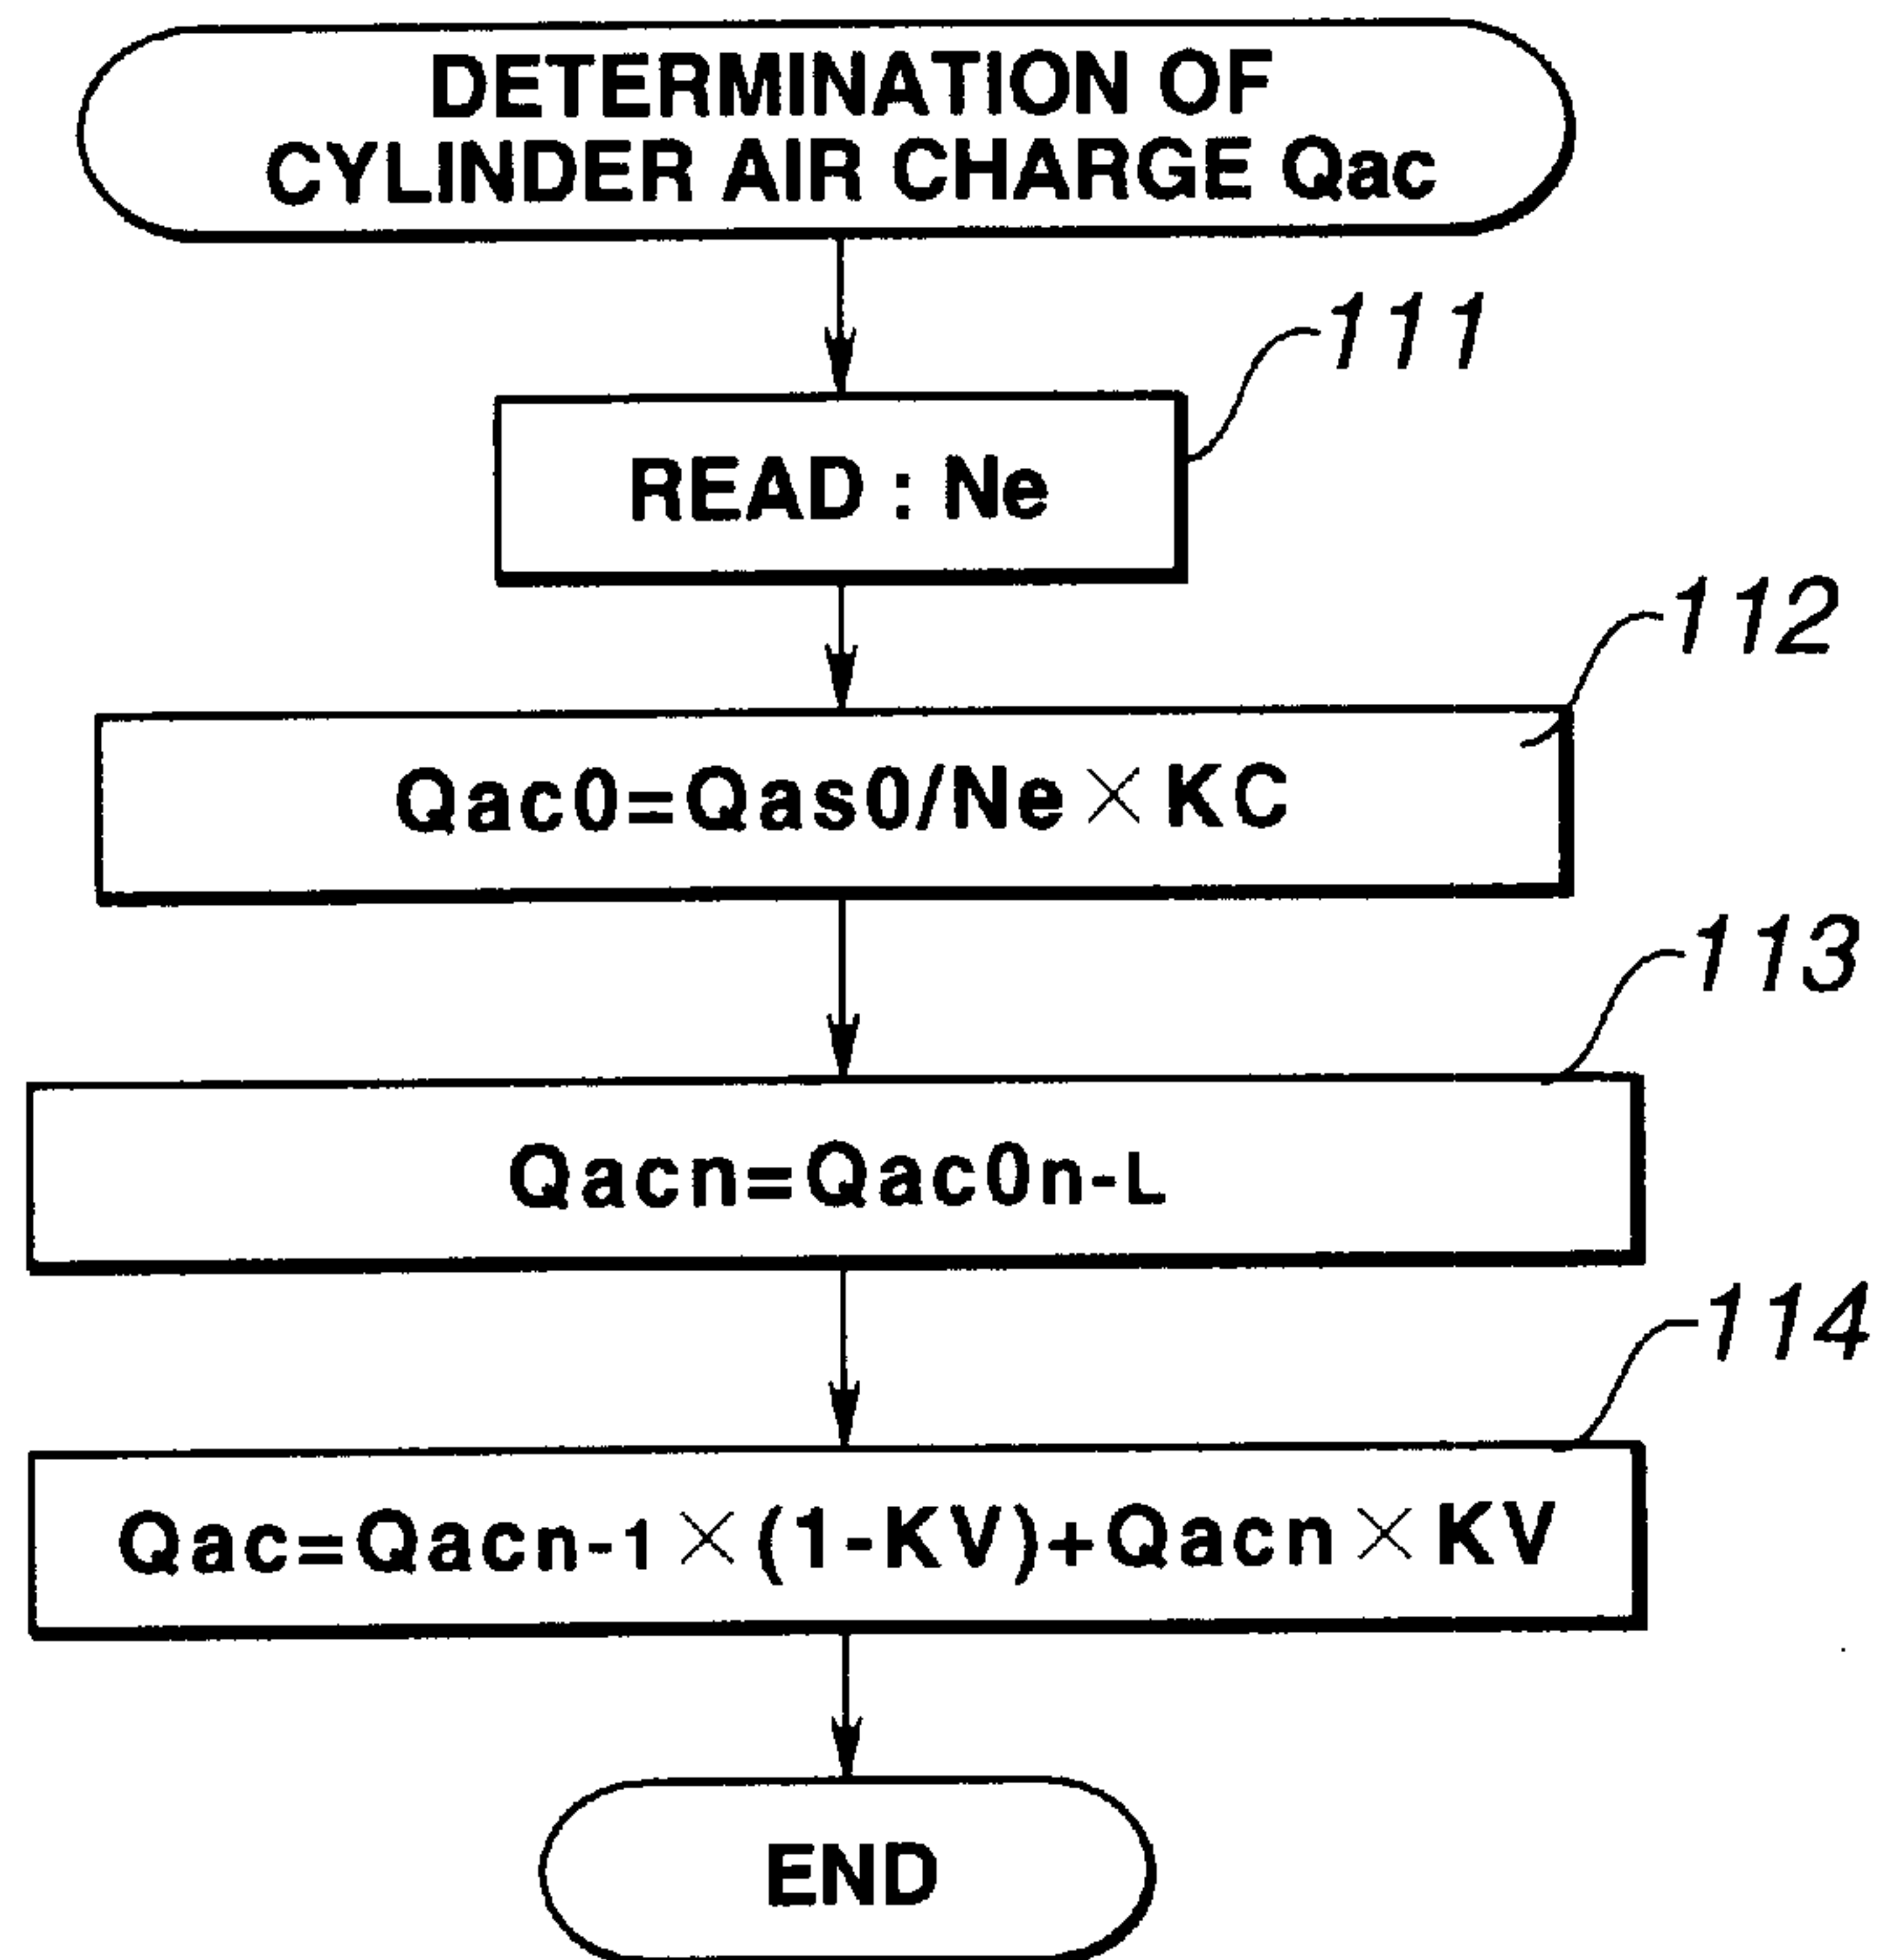 DETERMINATION OF
CYLINDER AIR CHARGE Qac
111
READ : Ne
112
Qac0=Qas0/Ne×KC
113
Qacn=Qac0n-L
114
Qac=Qacn-1×(1-KV)+Qacn×KV
END